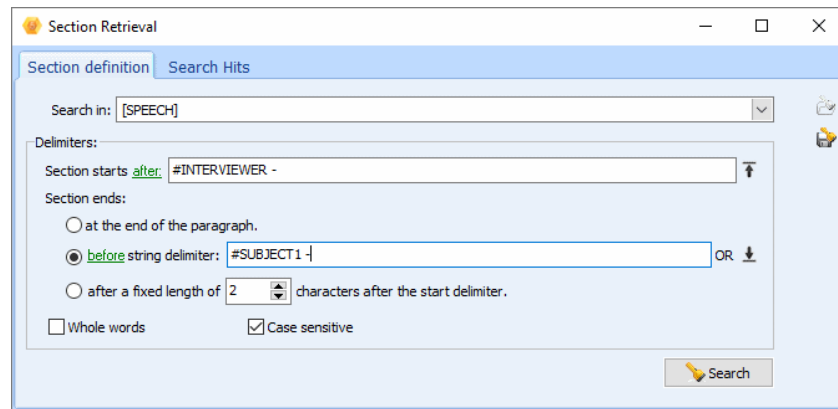 Section Retrieval
Section definition Search Hits
Search in: [SPEECH]
Delimiters:
Section starts after: #INTERVIEWER -
Section ends:
at the end of the paragraph.
before string delimiter: #SUBJECT1 - OR
after a fixed length of 2 characters after the start delimiter.
Whole words Case sensitive
Search